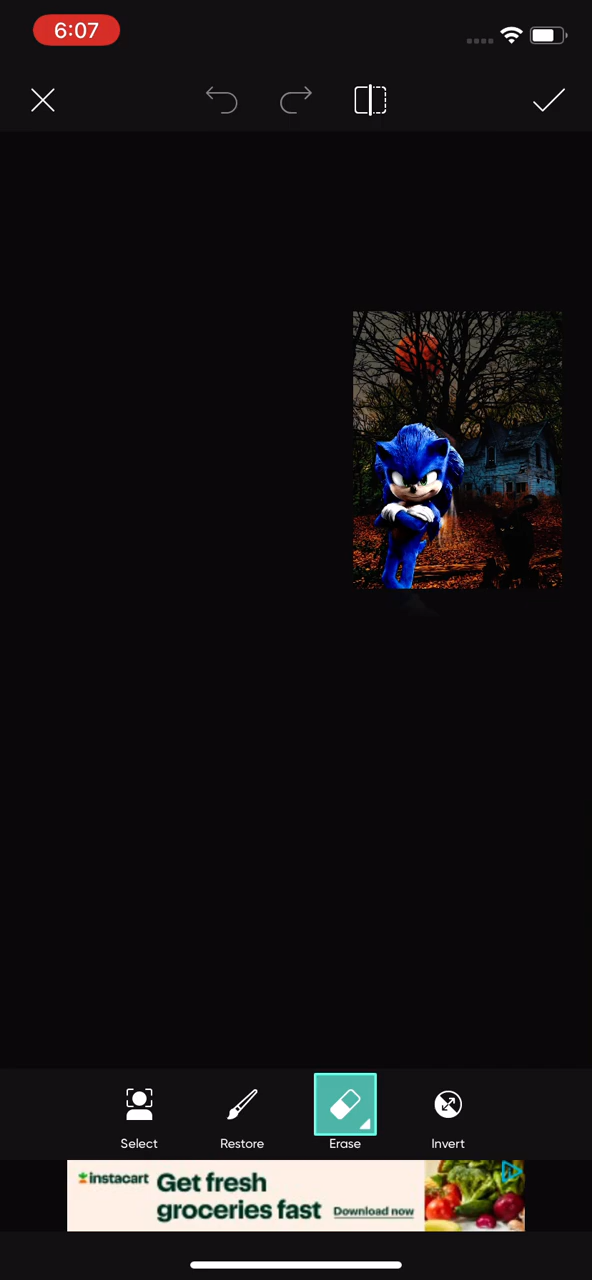 6:07
Select
Restore
Erase
Invert
instacart
Get fresh
groceries fast
Download now